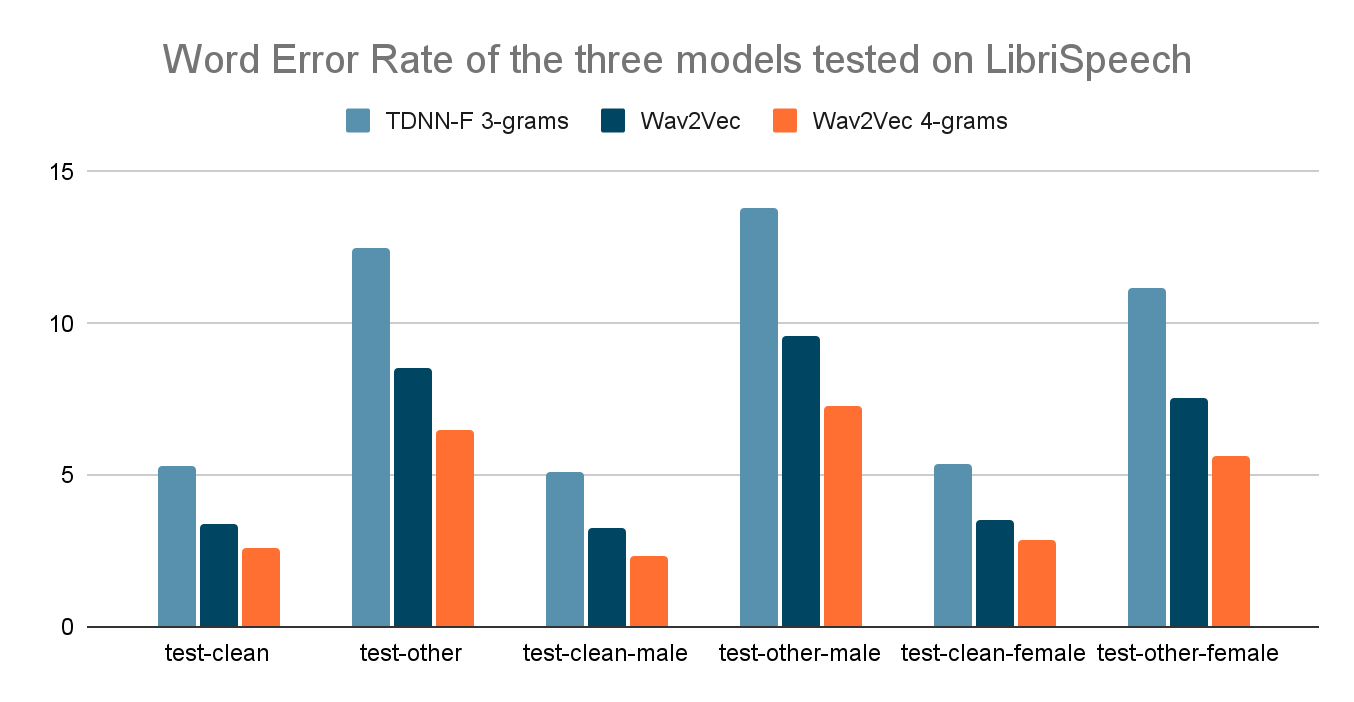 Word Error Rate of the three models tested on LibriSpeech
TDNN-F 3-grams Wav2Vec Wav2Vec 4-grams
15
10
5
0
test-clean test-other test-clean-male test-other-male test-clean-female test-other-female